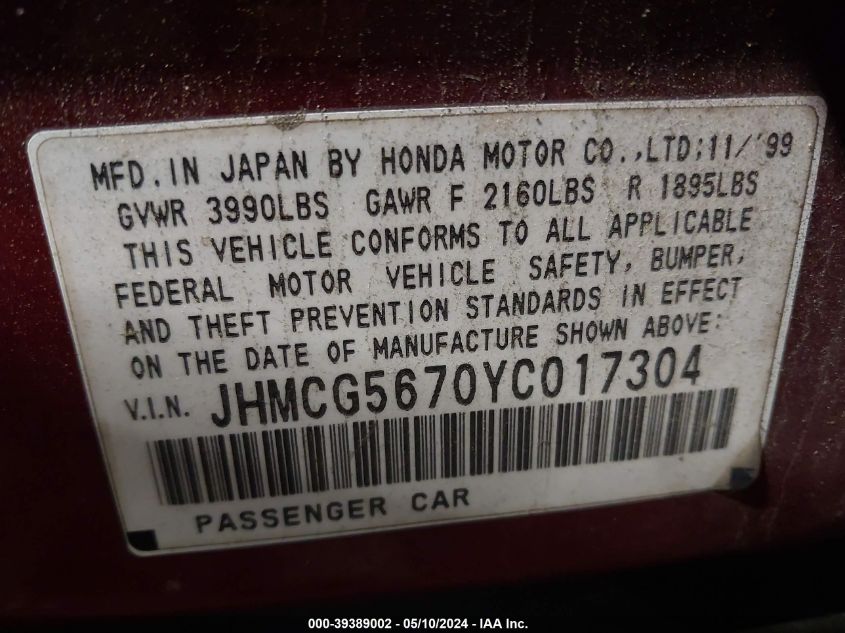 MFD.IN JAPAN BY HONDA MOTOR CO.,LTD;11/'99
GVWR 3990LBS GAWR F 2160LBS R 1895LBS
THIS VEHICLE CONFORMS TO ALL APPLICABLE
FEDERAL MOTOR VEHICLE SAFETY, BUMPER,
AND THEFT PREVENTION STANDARDS IN EFFECT
ON THE DATE OF MANUFACTURE SHOWN ABOVE:
V.I.N. JHMCG5670YC017304
PASSENGER CAR
000-39389002 — 05/10/2024 — IAA Inc.